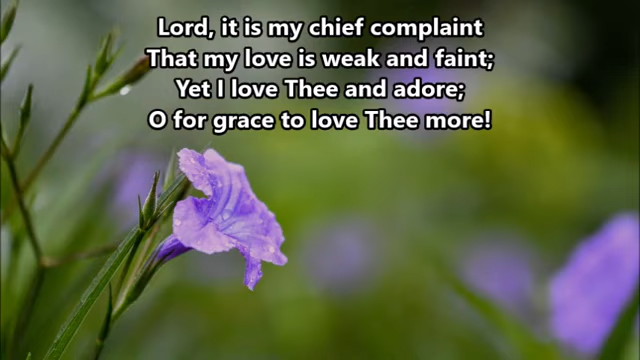 Lord, it is my chief complaint
That my love is weak and faint;
Yet I love Thee and adore;
O for grace to love Thee more!